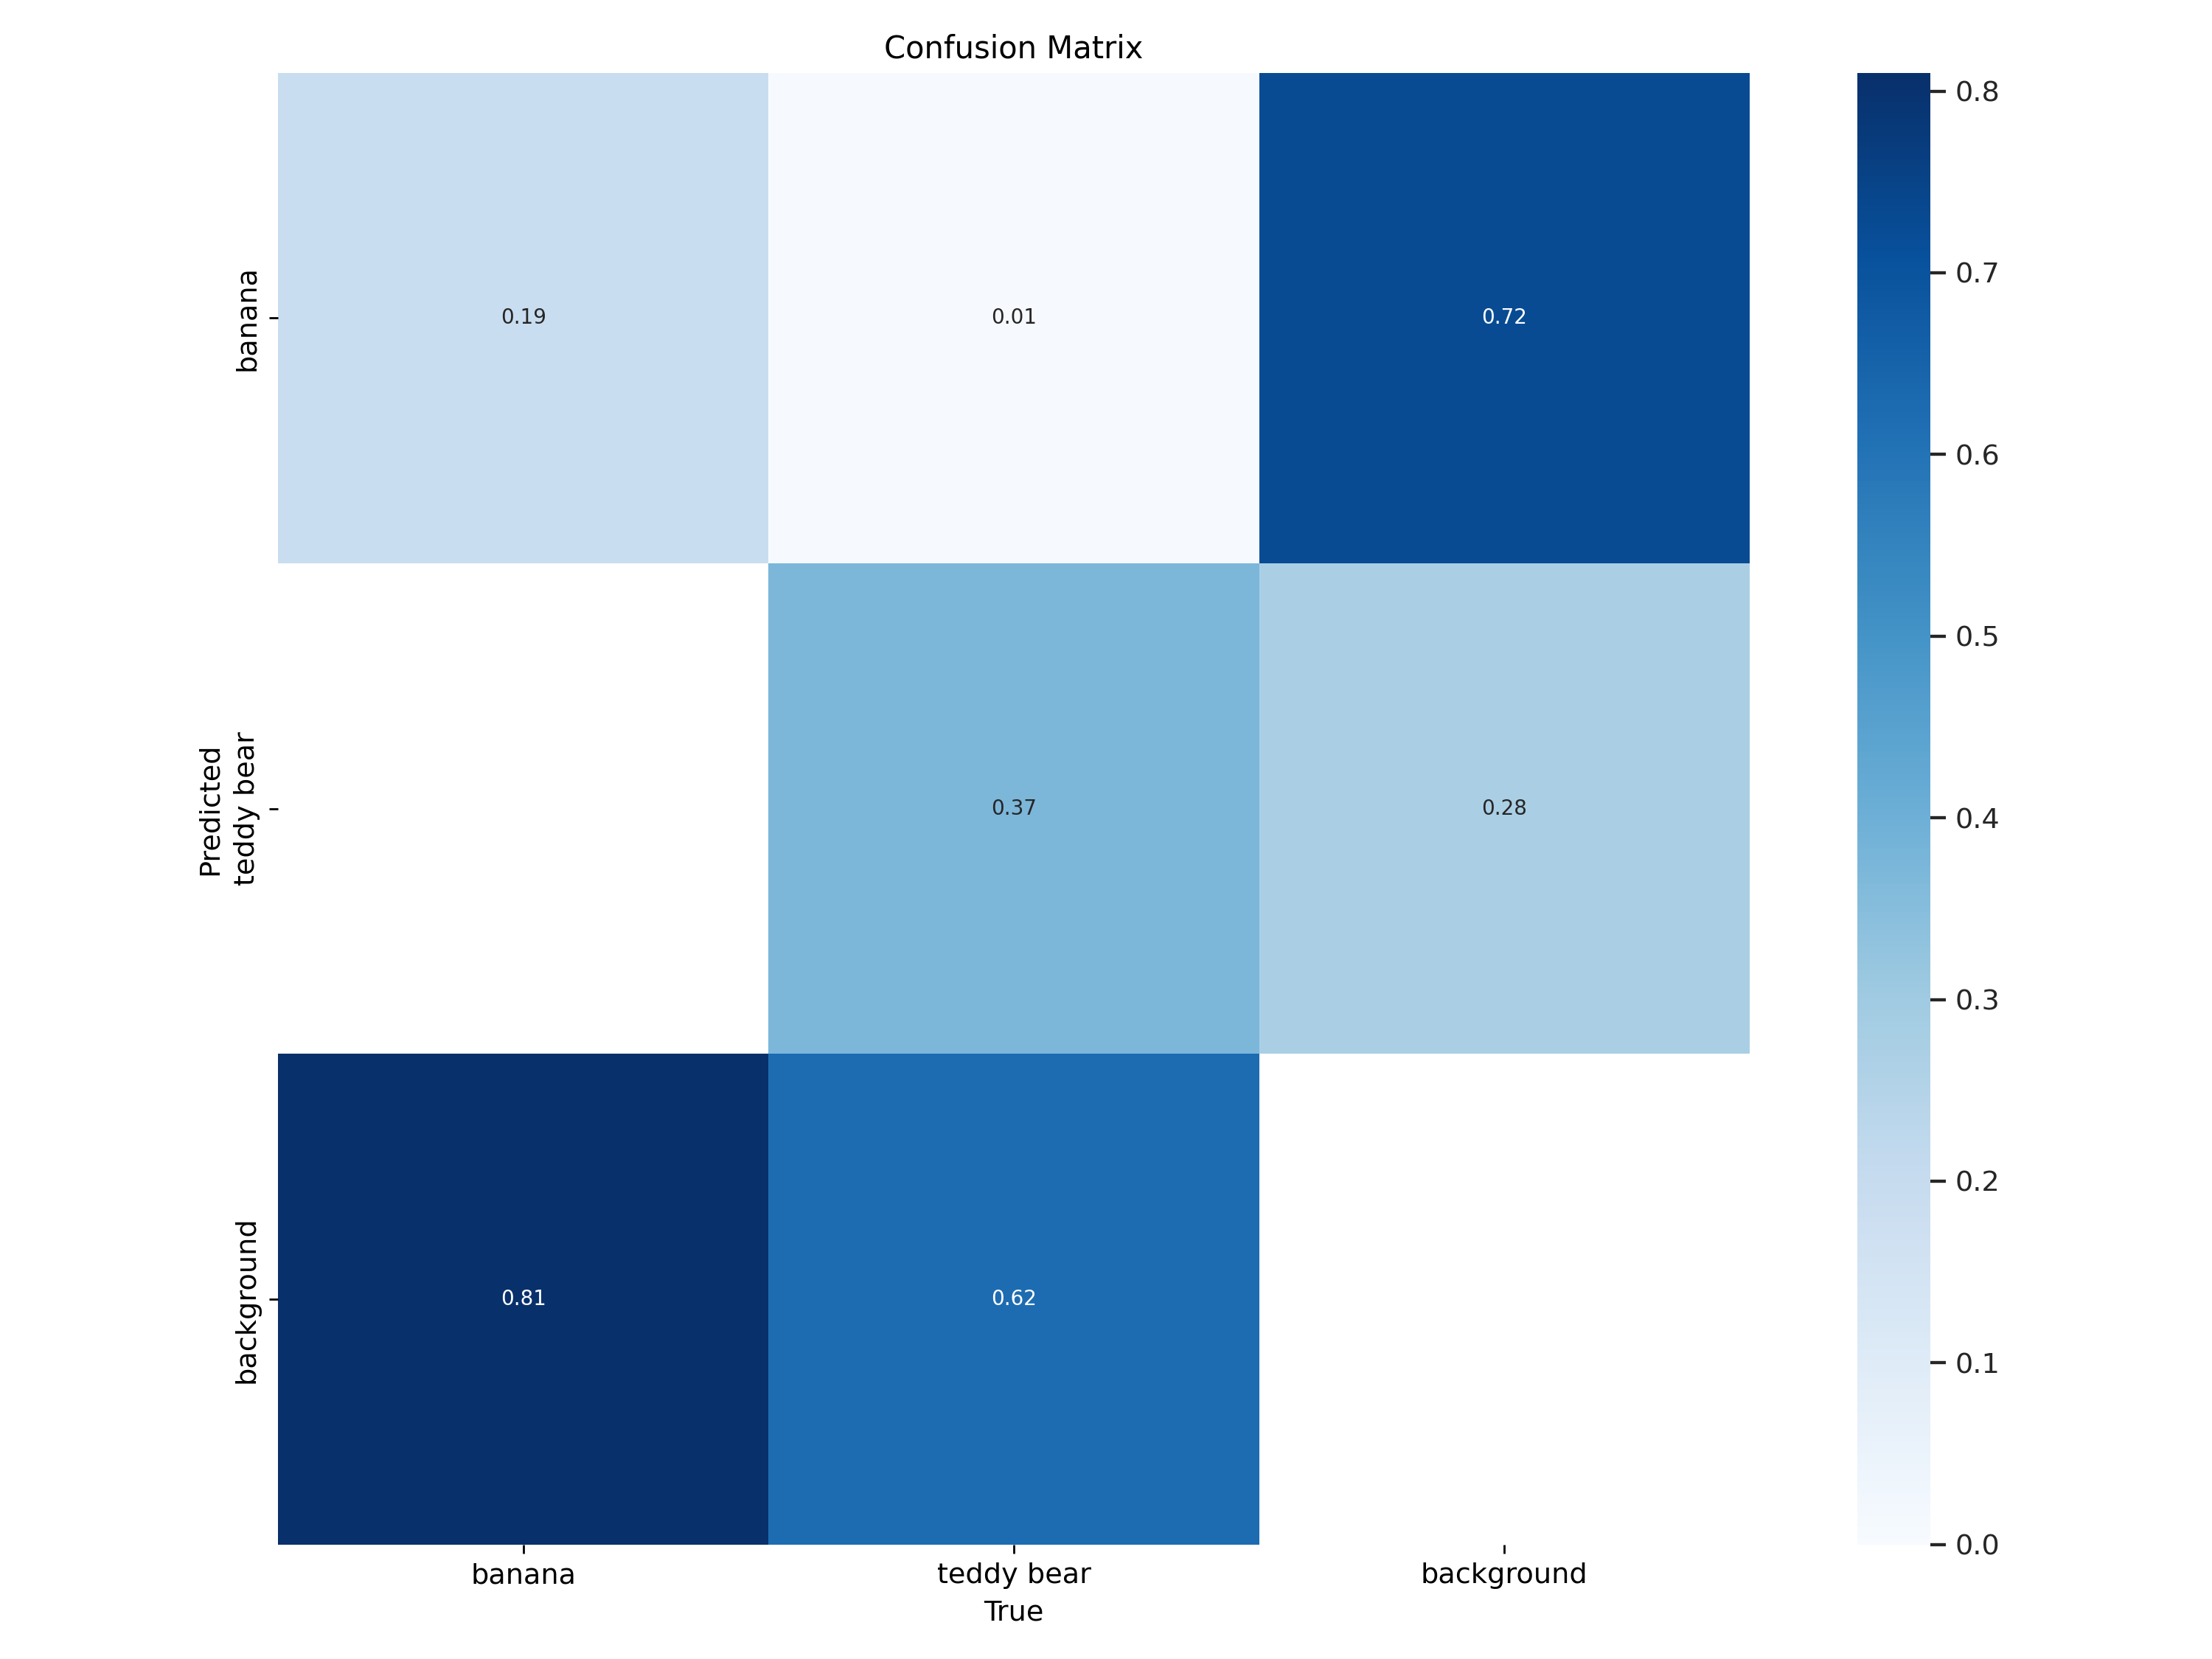 Confusion Matrix
banana
0.19
0.01
0.72
Predicted
teddy bear
0.37
0.28
background
0.81
0.62
banana
teddy bear
background
True
0.8
0.7
0.6
0.5
0.4
0.3
0.2
0.1
0.0